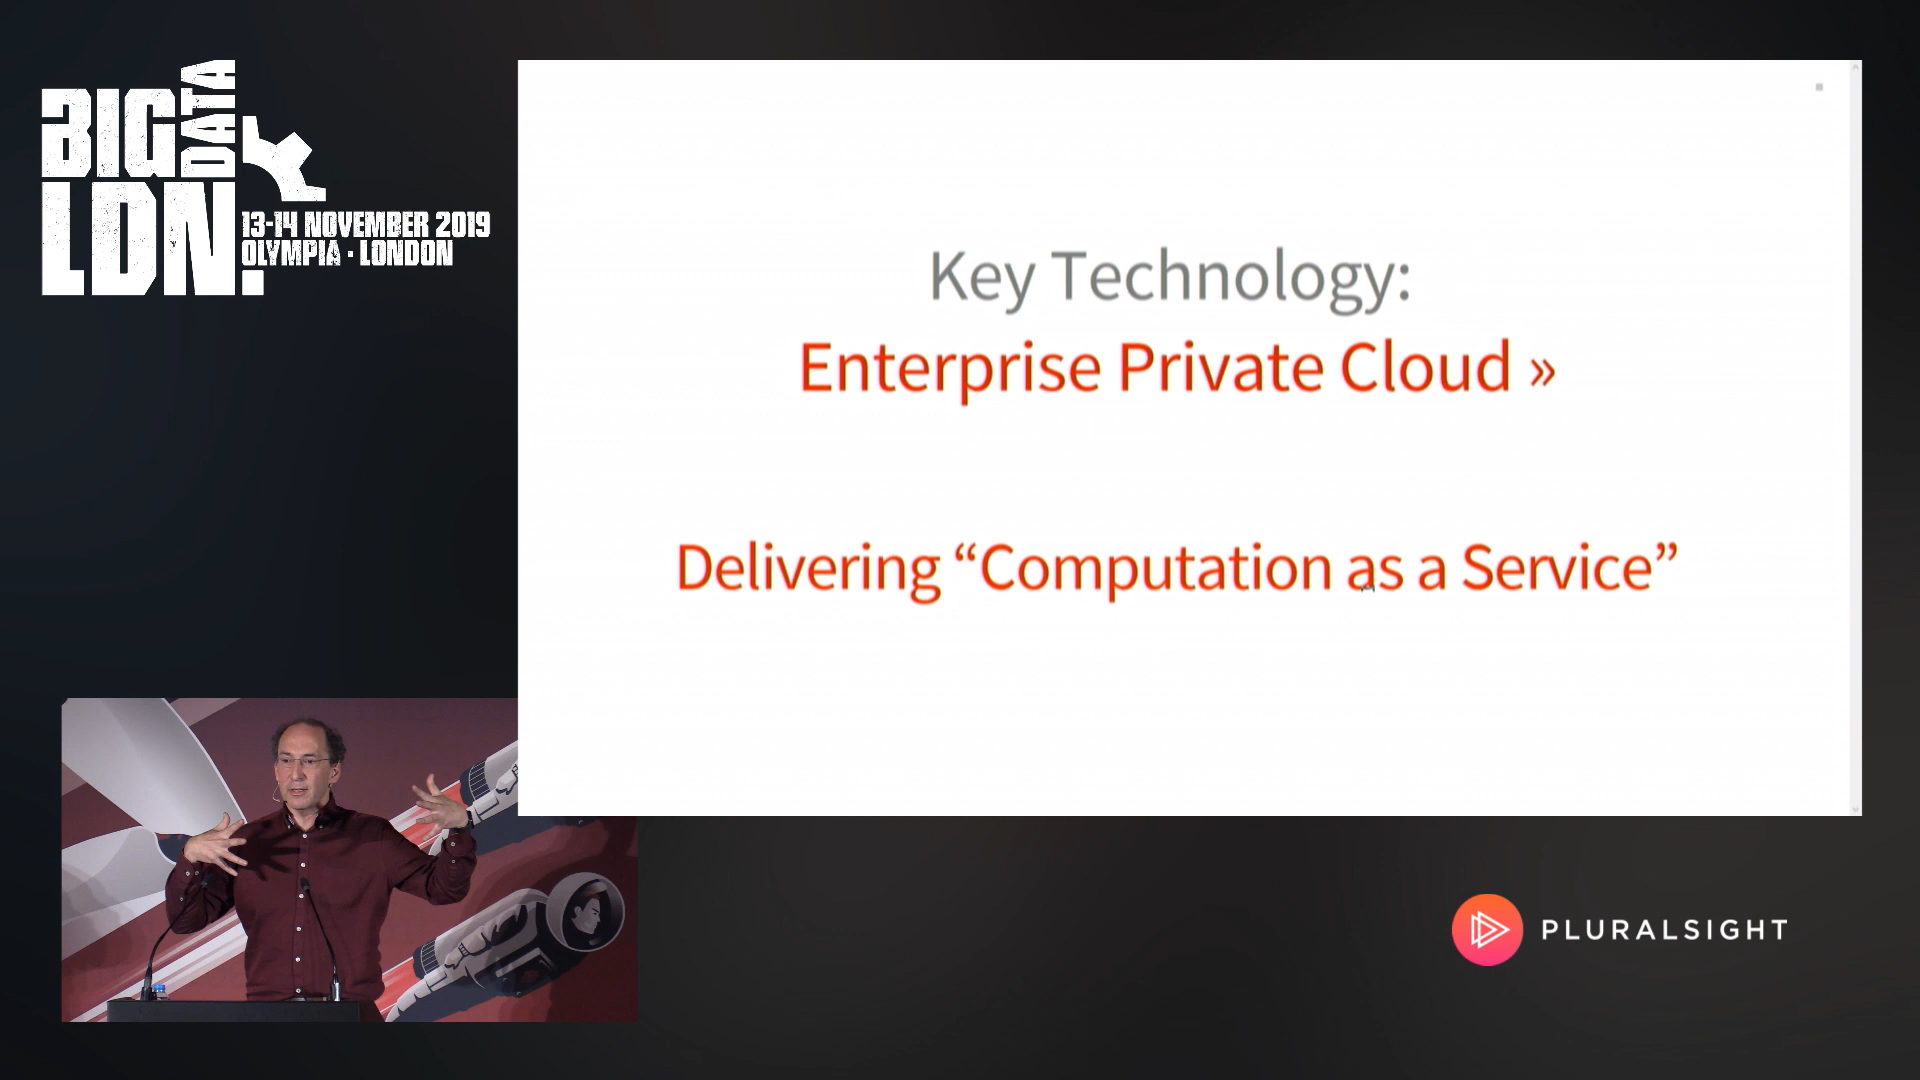 BIG DATA
LDN.
13-14 NOVEMBER 2019
OLYMPIA · LONDON
Key Technology:
Enterprise Private Cloud »
Delivering “Computation as a Service”
PLURALSIGHT